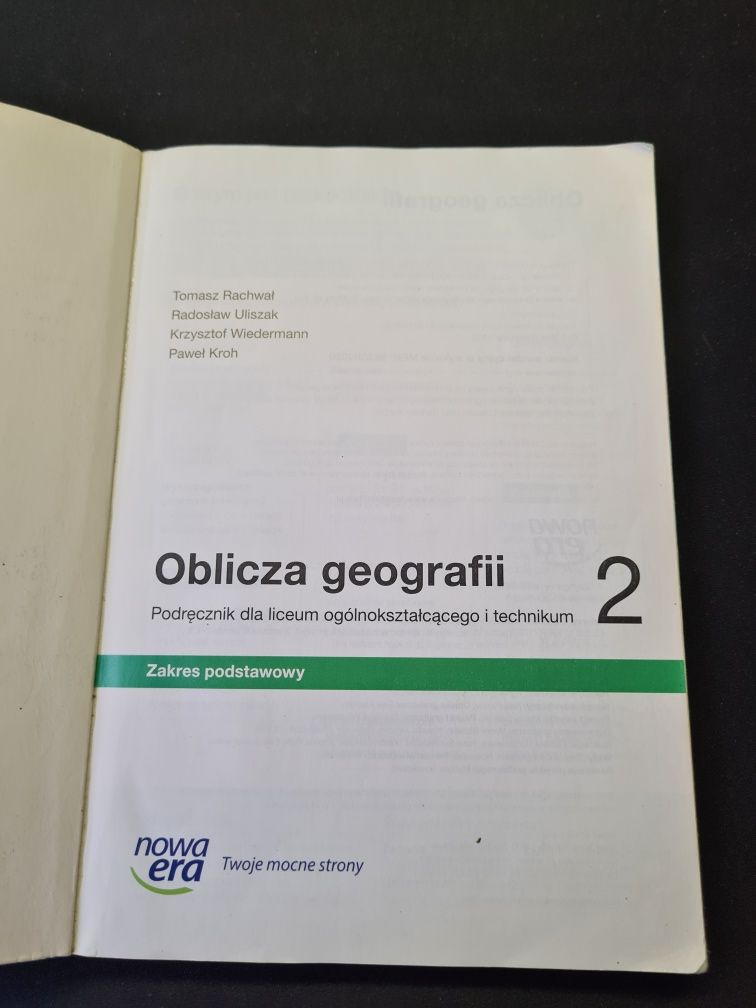 Tomasz Rachwał
Radosław Uliszak
Krzysztof Wiedermann
Paweł Kroh
Oblicza geografii 2
Podręcznik dla liceum ogólnokształcącego i technikum
Zakres podstawowy
nowa
era
Twoje mocne strony